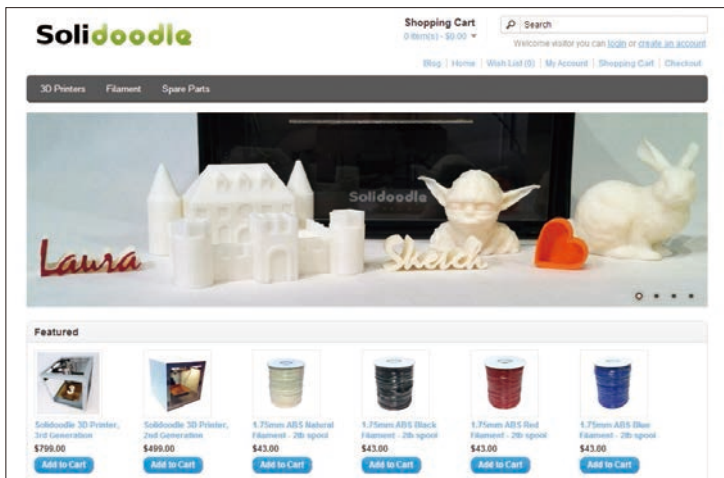 Solidoodle
Shopping Cart
0 item(s) - $0.00
Search
Welcome visitor you can login or create an account
Blog | Home | Wish List (0) | My Account | Shopping Cart | Checkout
3D Printers Filament Spare Parts
Solidoodle
Laura
Sketch
Featured
3
Solidoodle 3D Printer,
3rd Generation
$799.00
Add to Cart
Solidoodle 3D Printer,
2nd Generation
$499.00
Add to Cart
1.75mm ABS Natural
Filament - 2lb spool
$43.00
Add to Cart
1.75mm ABS Black
Filament - 2lb spool
$43.00
Add to Cart
1.75mm ABS Red
Filament - 2lb spool
$43.00
Add to Cart
1.75mm ABS Blue
Filament - 2lb spool
$43.00
Add to Cart